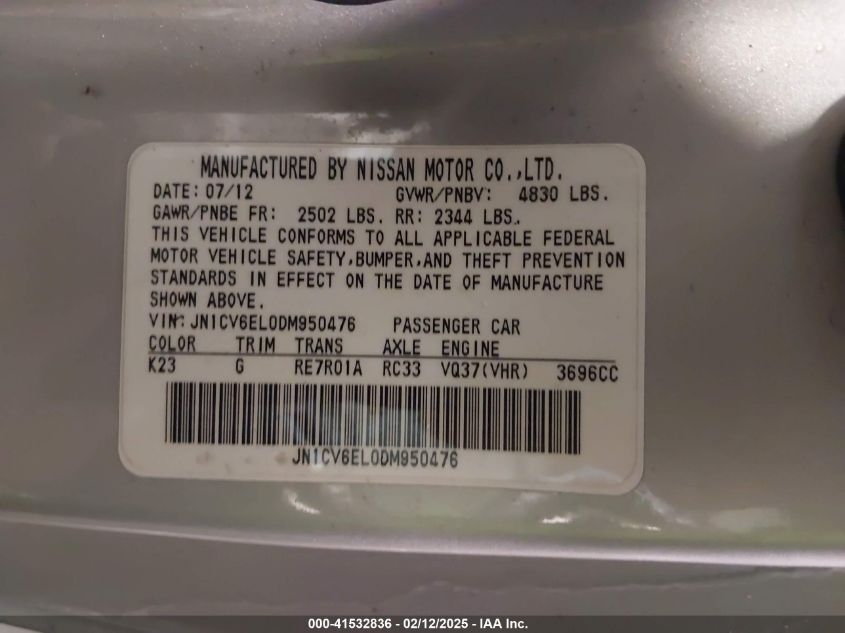 MANUFACTURED BY NISSAN MOTOR CO.,LTD.
DATE: 07/12 GVWR/PNBV: 4830 LBS.
GAWR/PNBE FR: 2502 LBS. RR: 2344 LBS.
THIS VEHICLE CONFORMS TO ALL APPLICABLE FEDERAL
MOTOR VEHICLE SAFETY,BUMPER,AND THEFT PREVENTION
STANDARDS IN EFFECT ON THE DATE OF MANUFACTURE
SHOWN ABOVE.
VIN: JN1CV6EL0DM950476 PASSENGER CAR
COLOR TRIM TRANS AXLE ENGINE
K23 G RE7R01A RC33 VQ37(VHR) 3696CC
JN1CV6EL0DM950476
000-41532836 - 02/12/2025 - IAA Inc.